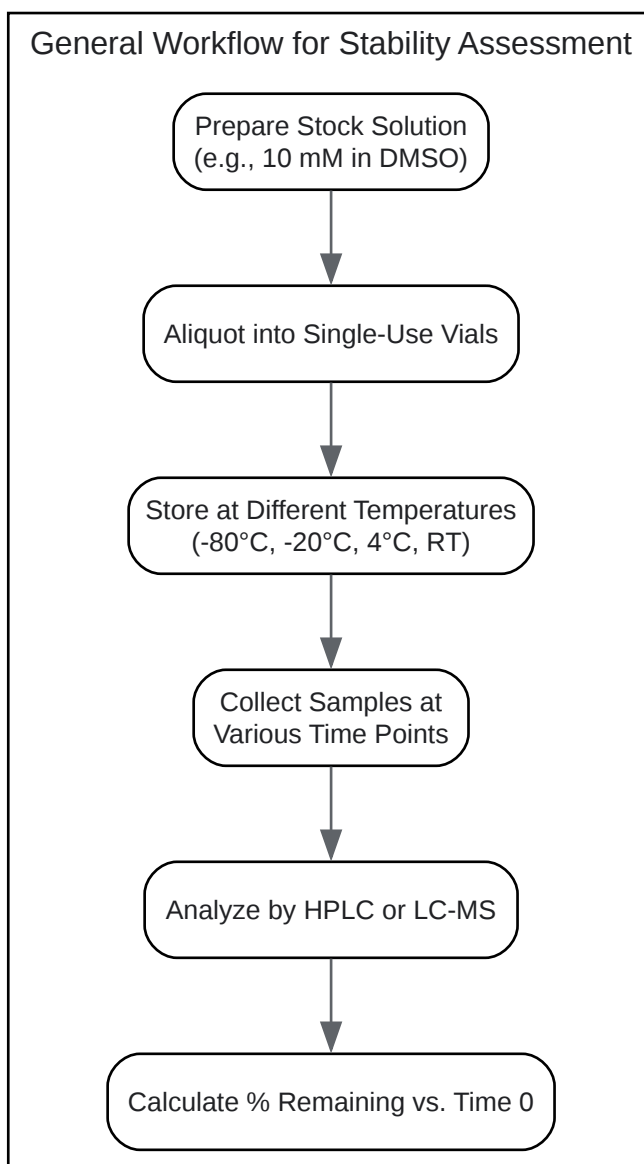 General Workflow for Stability Assessment
Prepare Stock Solution
(e.g., 10 mM in DMSO)
Aliquot into Single-Use Vials
Store at Different Temperatures
(-80°C, -20°C, 4°C, RT)
Collect Samples at
Various Time Points
Analyze by HPLC or LC-MS
Calculate % Remaining vs. Time 0